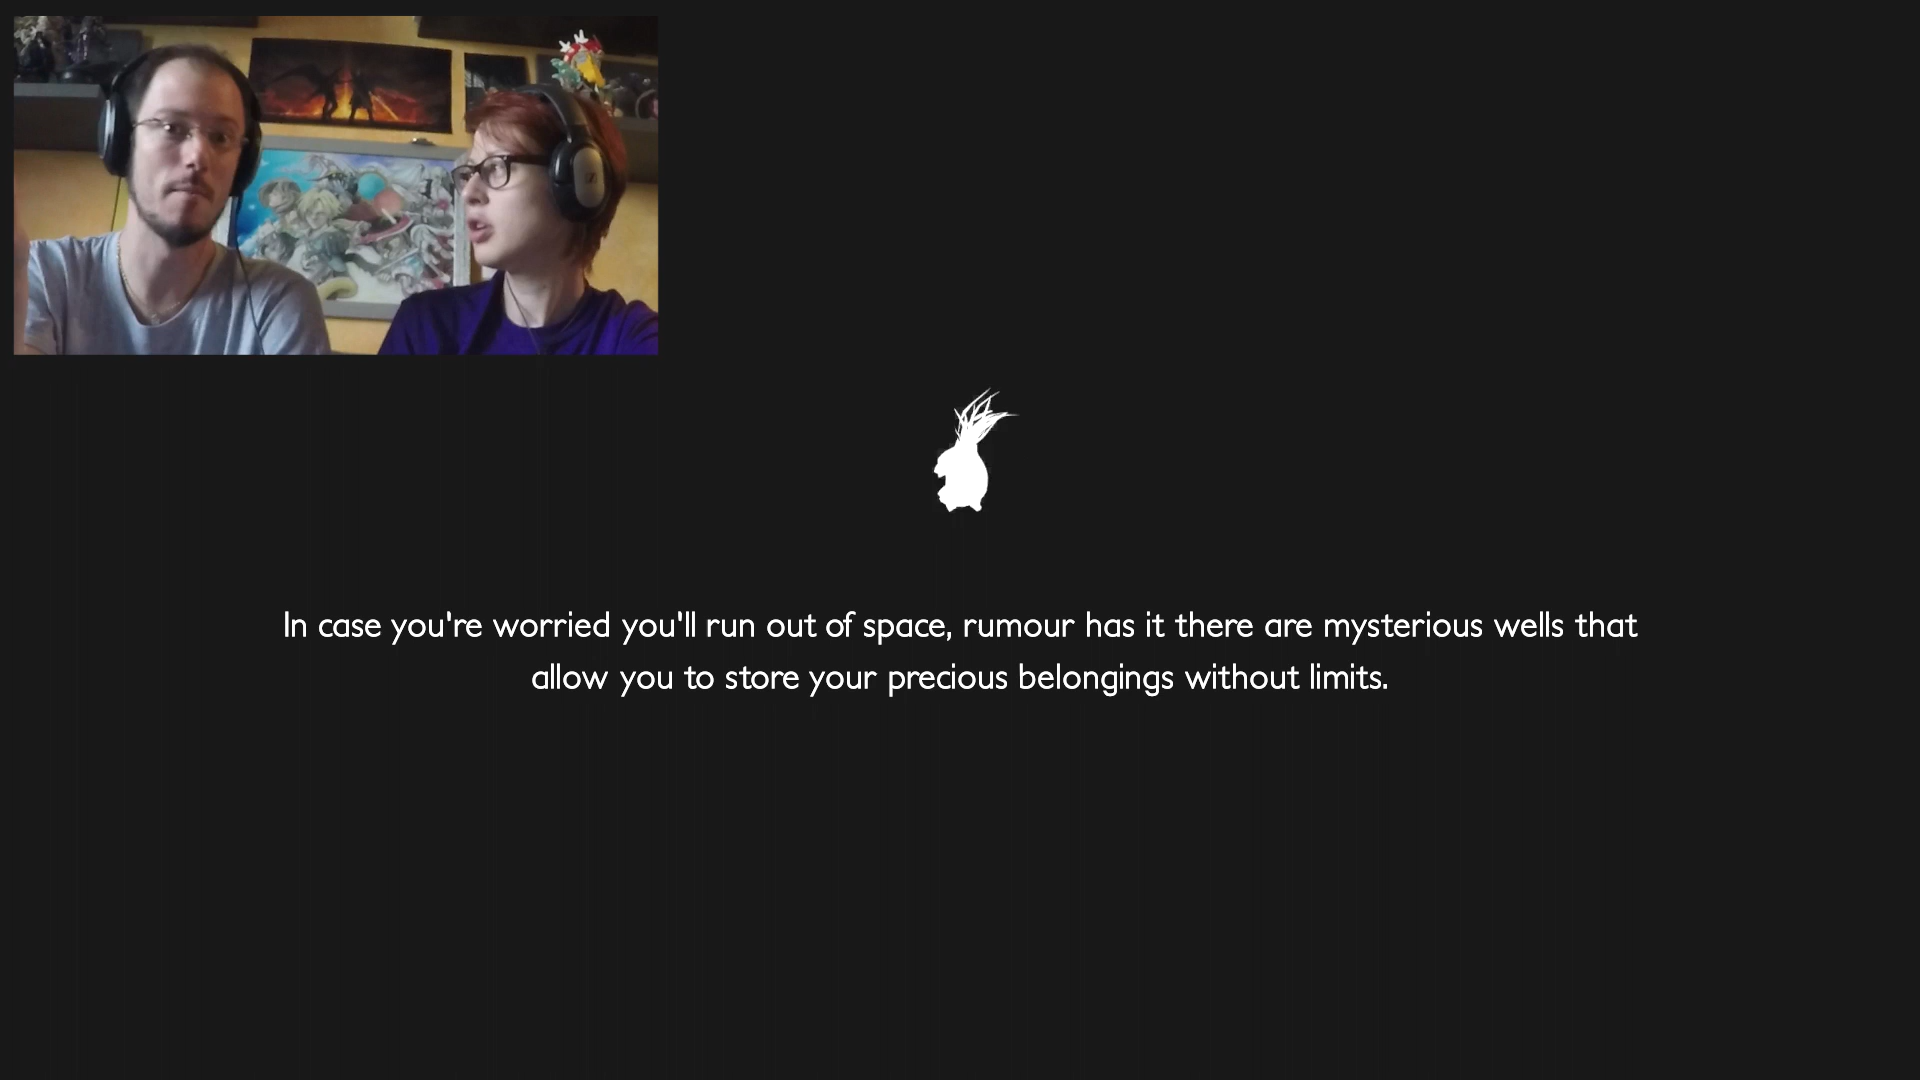 In case you're worried you'll run out of space, rumour has it there are mysterious wells that
allow you to store your precious belongings without limits.